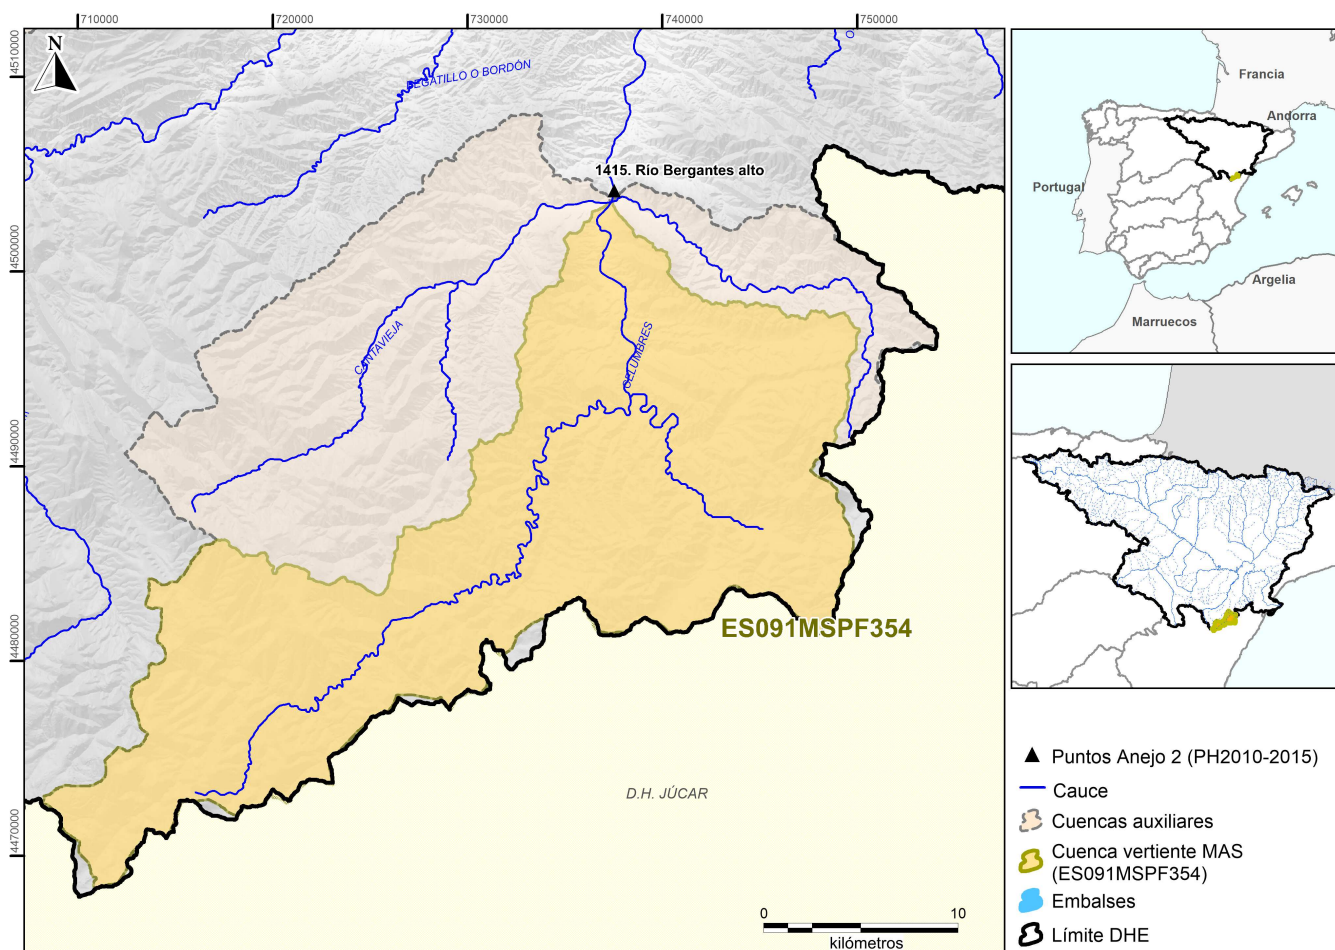 710000
720000
730000
740000
750000
4510000
4500000
4490000
4480000
4470000
N
BEGATILLO O BORDÓN
O
1415. Río Bergantes alto
CANTAVIEJA
CELUMBRES
ES091MSPF354
D.H. JÚCAR
0
10
kilómetros
Francia
Andorra
Portugal
Argelia
Marruecos
Puntos Anejo 2 (PH2010-2015)
Cauce
Cuencas auxiliares
Cuenca vertiente MAS
(ES091MSPF354)
Embalses
Límite DHE